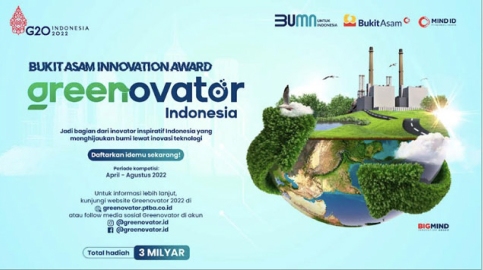 G20 INDONESIA
2022
BUMN UNTUK
INDONESIA
BukitAsam
MIND ID
BUKIT ASAM INNOVATION AWARD
greenovator
Indonesia
Jadi bagian dari inovator inspiratif Indonesia yang
menghijaukan bumi lewat inovasi teknologi
Daftarkan idemu sekarang!
Periode kompetisi:
April - Agustus 2022
Untuk informasi lebih lanjut,
kunjungi website Greenovator 2022 di
greenovator.ptba.co.id
atau follow media sosial Greenovator di akun
@greenovator.id
@greenovator.id
Total hadiah 3 MILYAR
BIGMIND